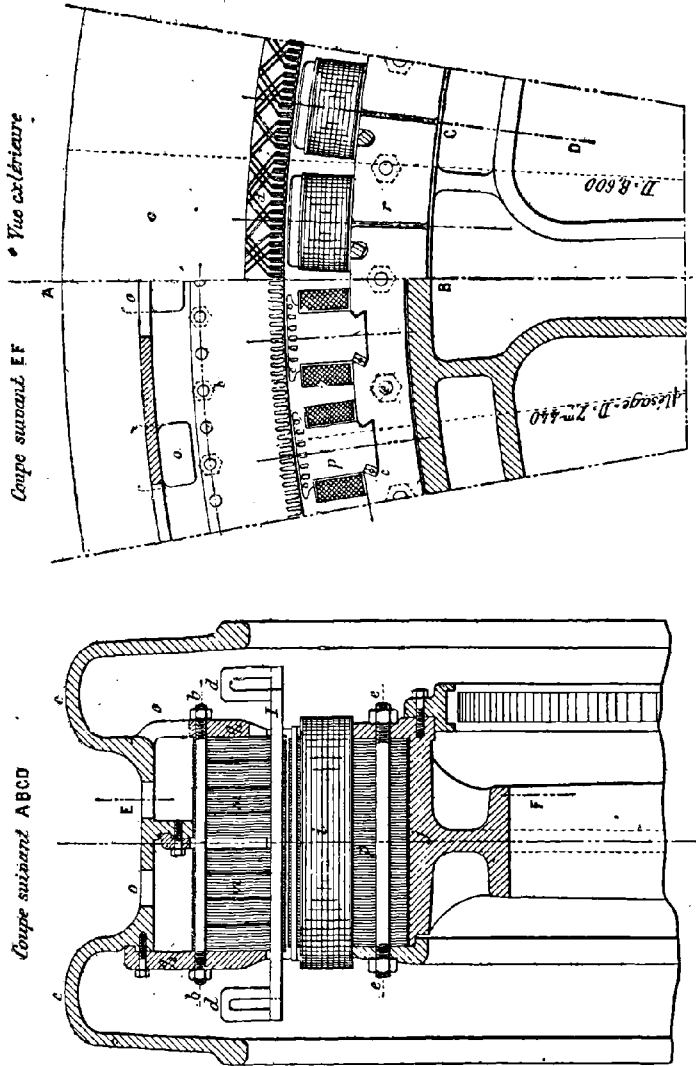 Coupe suivant EF
* Vue extérieure
A
c
o
o
r
b
d
p
c
e
r
B
C
D
Alésage. D. 7m440
D. 8,600
Coupe suivant ABCD
c
c
E
o
o
o
b
b
d
d
m
m
I
i
p
e
e
F